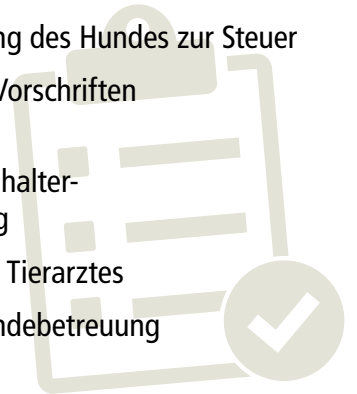 ng des Hundes zur Steuer
Vorschriften
halter-
g
Tierarztes
ndebetreuung